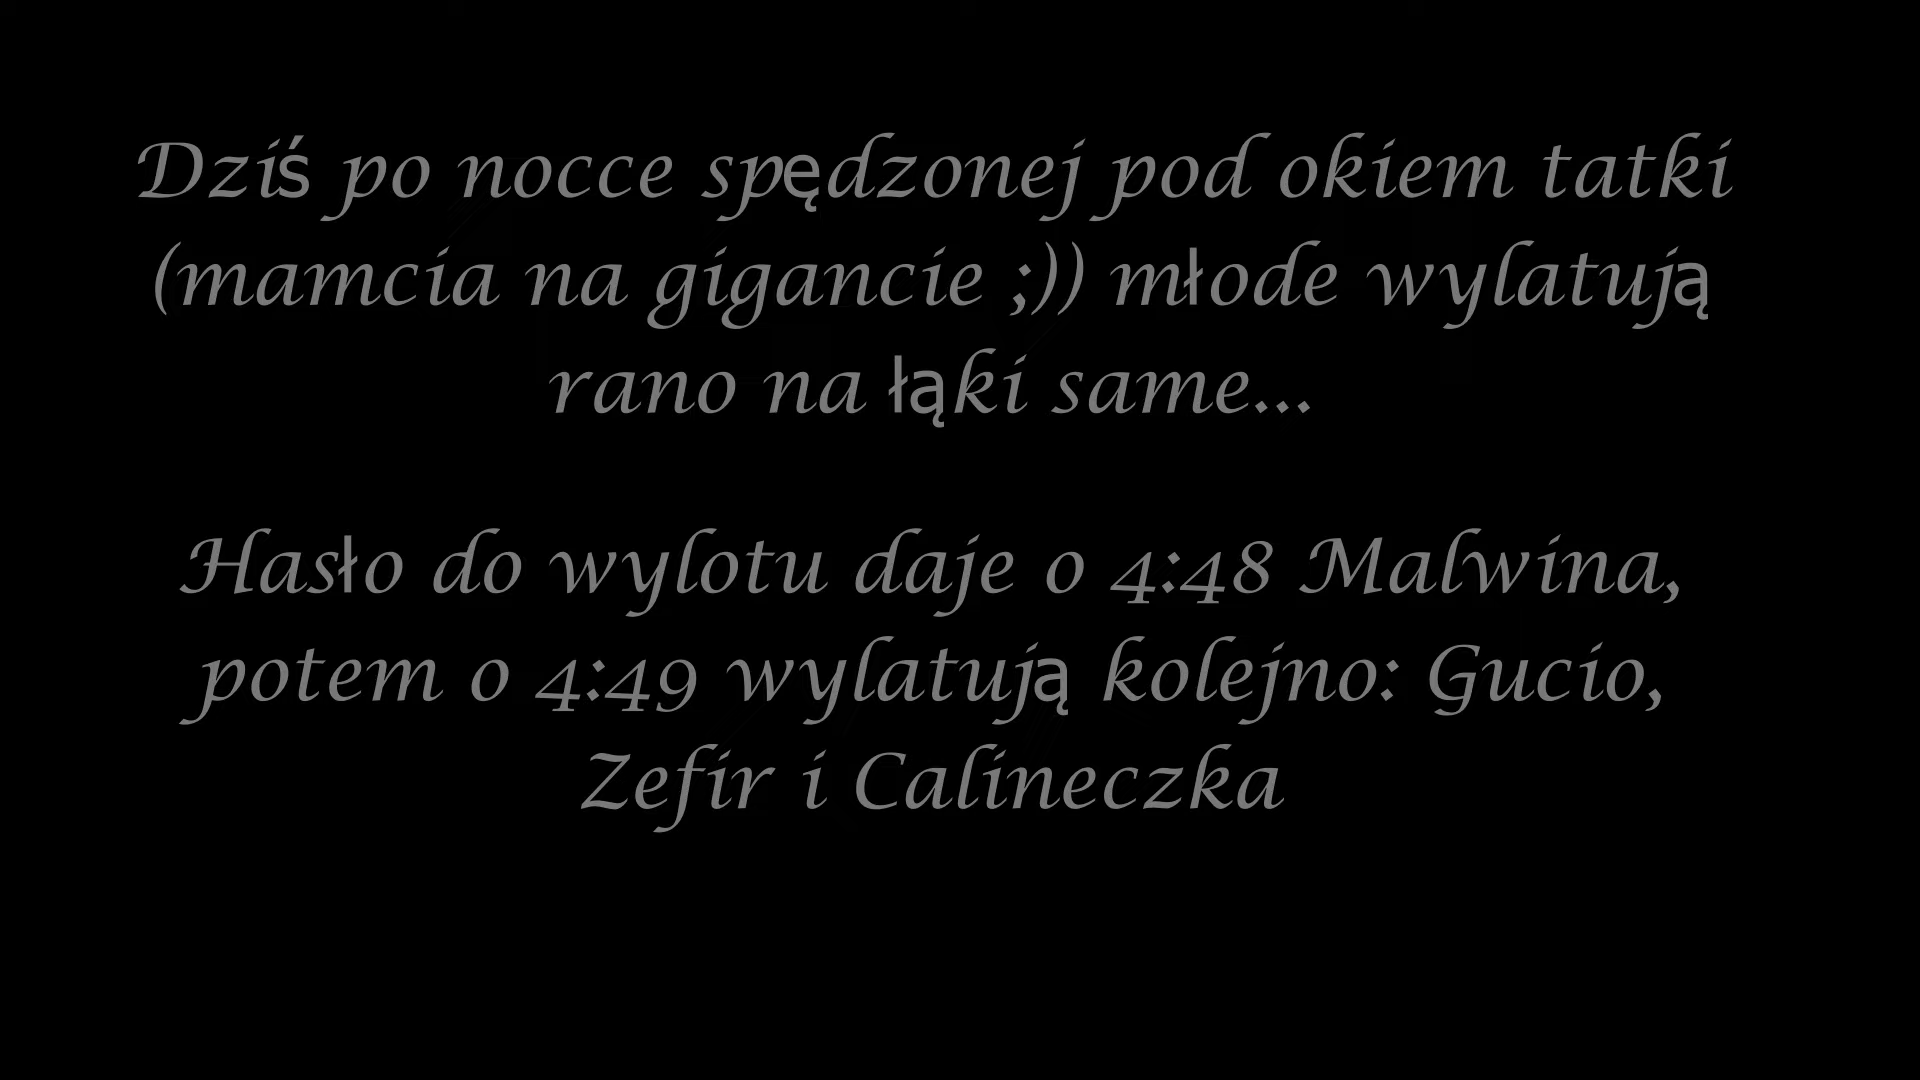 Dziś po nocce spędzonej pod okiem tatki
(mamcia na gigancie ;)) młode wylatują
rano na łąki same...
Hasło do wylotu daje o 4:48 Malwina,
potem o 4:49 wylatują kolejno: Gucio,
Zefir i Calineczka